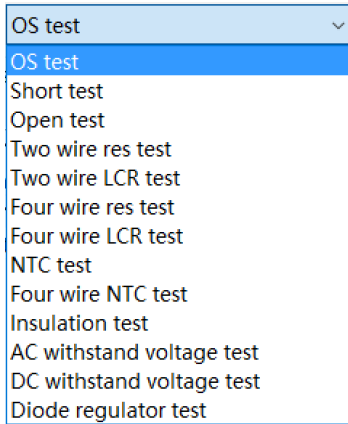 OS test
OS test
Short test
Open test
Two wire res test
Two wire LCR test
Four wire res test
Four wire LCR test
NTC test
Four wire NTC test
Insulation test
AC withstand voltage test
DC withstand voltage test
Diode regulator test